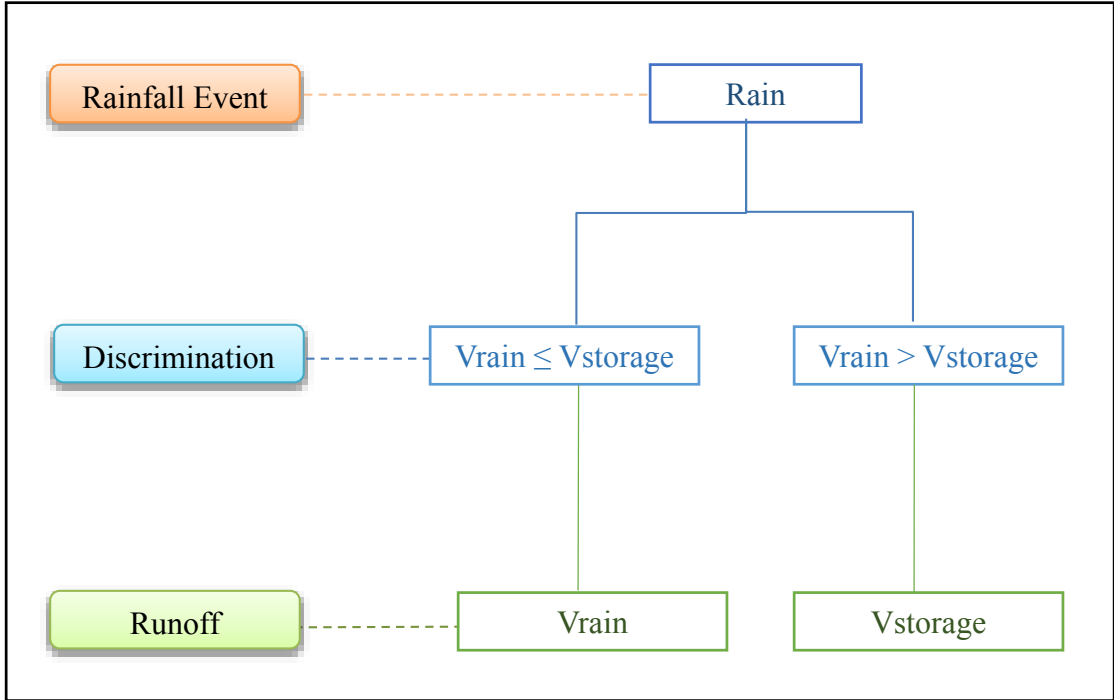 Rainfall Event
Rain
Discrimination
Vrain ≤ Vstorage
Vrain > Vstorage
Runoff
Vrain
Vstorage